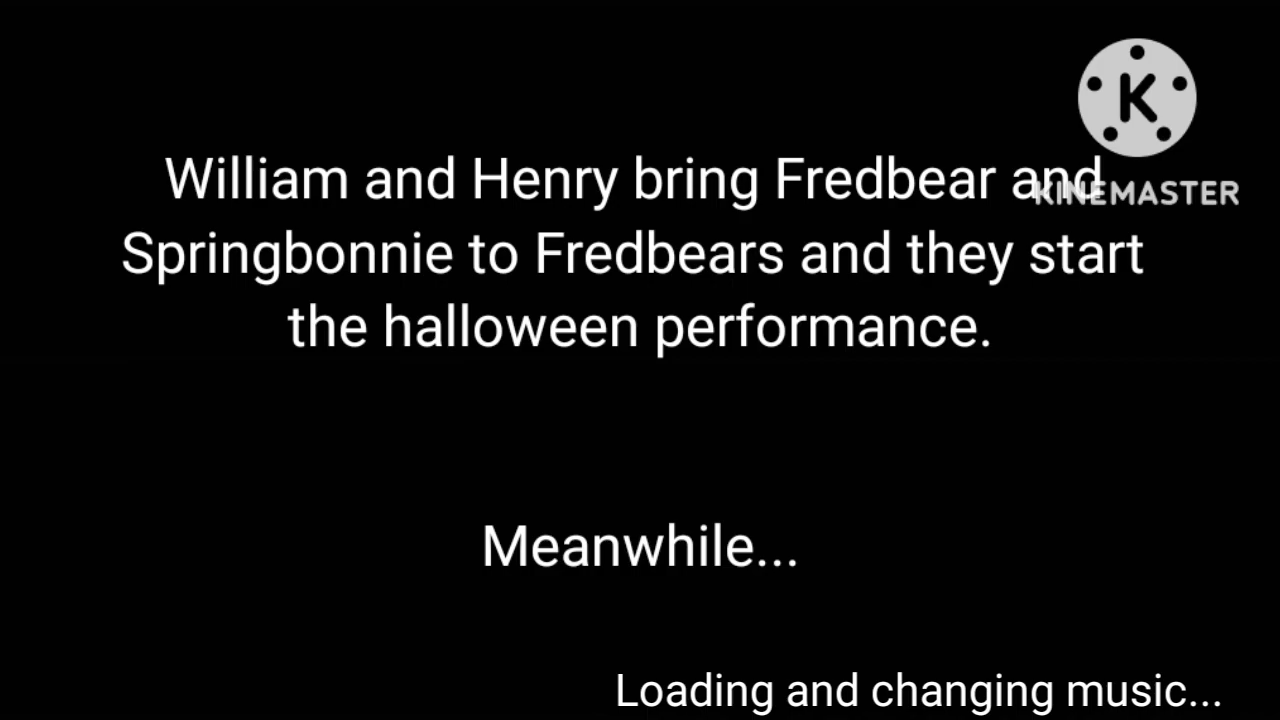 K
William and Henry bring Fredbear and
KINEMASTER
Springbonnie to Fredbears and they start
the halloween performance.
Meanwhile...
Loading and changing music...